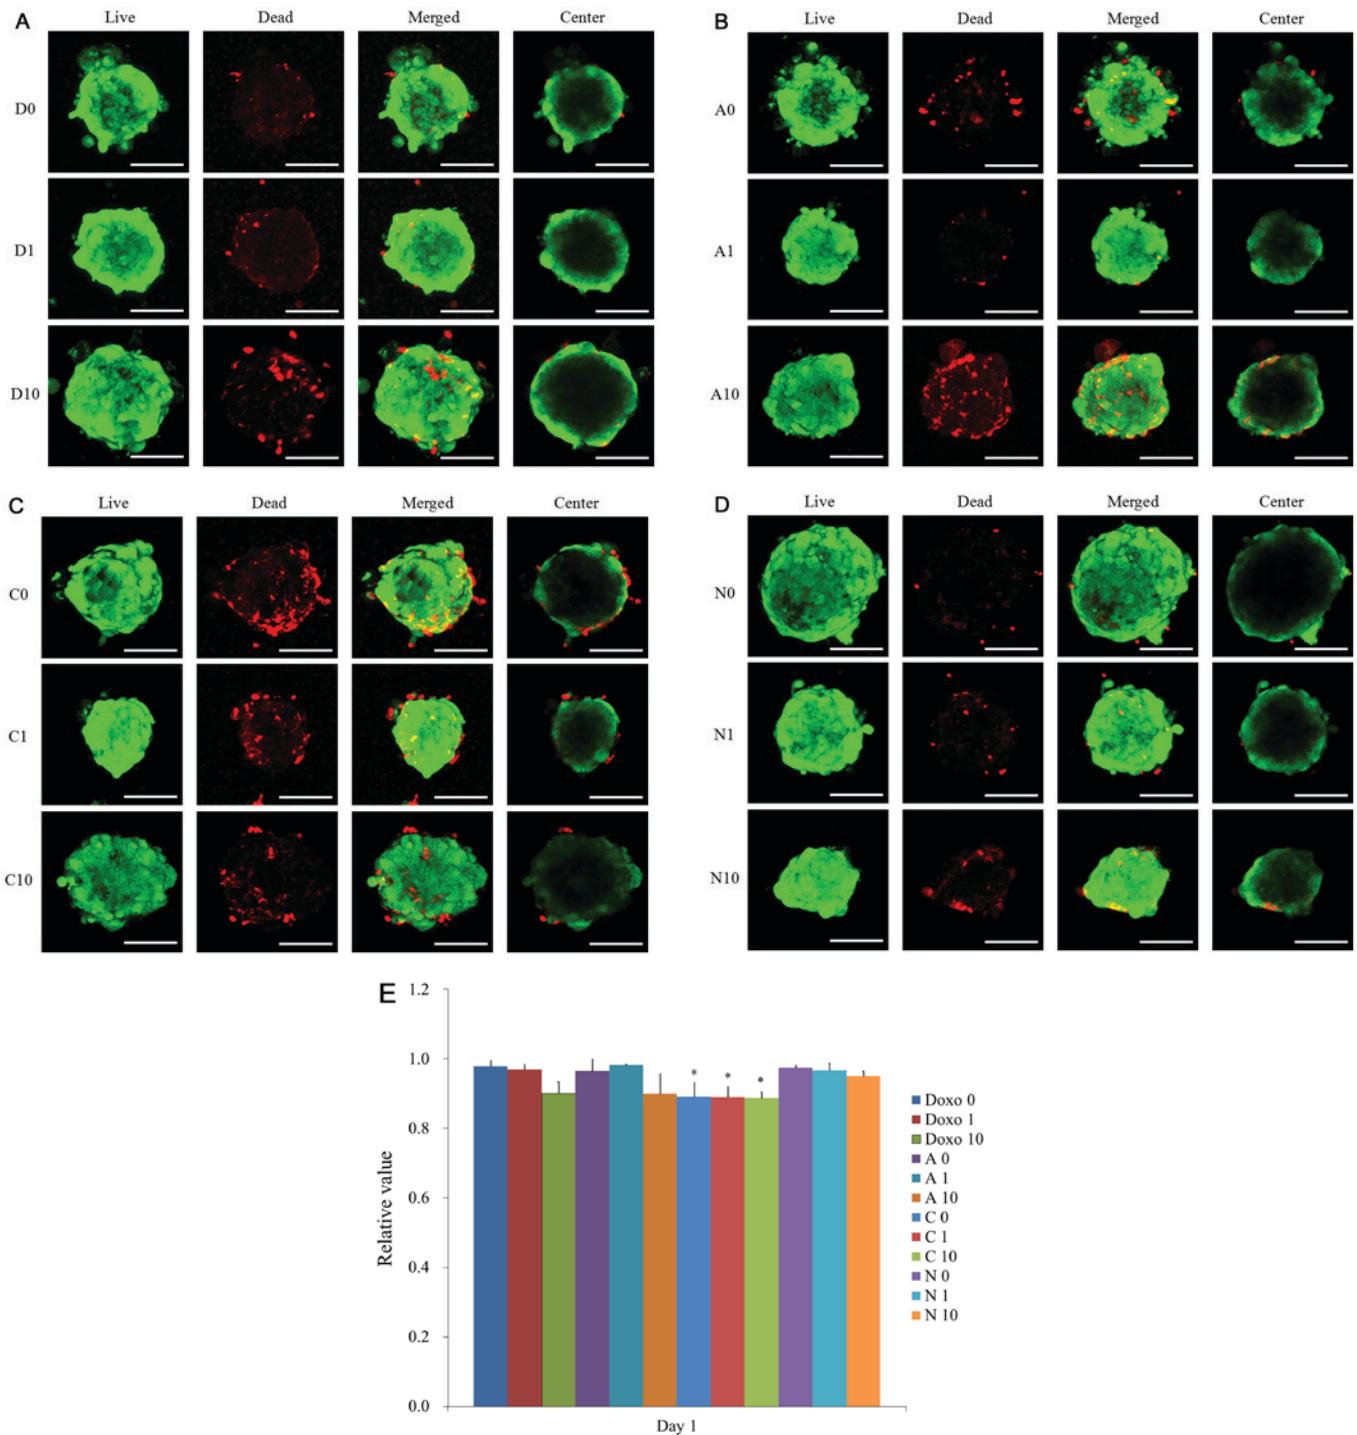 A
Live Dead Merged Center
D0
D1
D10
B
Live Dead Merged Center
A0
A1
A10
C
Live Dead Merged Center
C0
C1
C10
D
Live Dead Merged Center
N0
N1
N10
E
Relative value
1.2
1.0
0.8
0.6
0.4
0.2
0.0
* * *
Day 1
Doxo 0
Doxo 1
Doxo 10
A 0
A 1
A 10
C 0
C 1
C 10
N 0
N 1
N 10